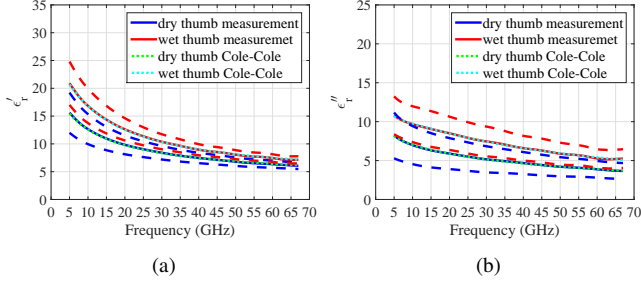 35
30
25
20
15
10
5
0
ϵ′r
dry thumb measurement
wet thumb measuremet
dry thumb Cole-Cole
wet thumb Cole-Cole
0 5 10 15 20 25 30 35 40 45 50 55 60 65 70
Frequency (GHz)
(a)
25
20
15
10
5
0
ϵ″r
dry thumb measurement
wet thumb measurement
dry thumb Cole-Cole
wet thumb Cole-Cole
0 5 10 15 20 25 30 35 40 45 50 55 60 65 70
Frequency (GHz)
(b)